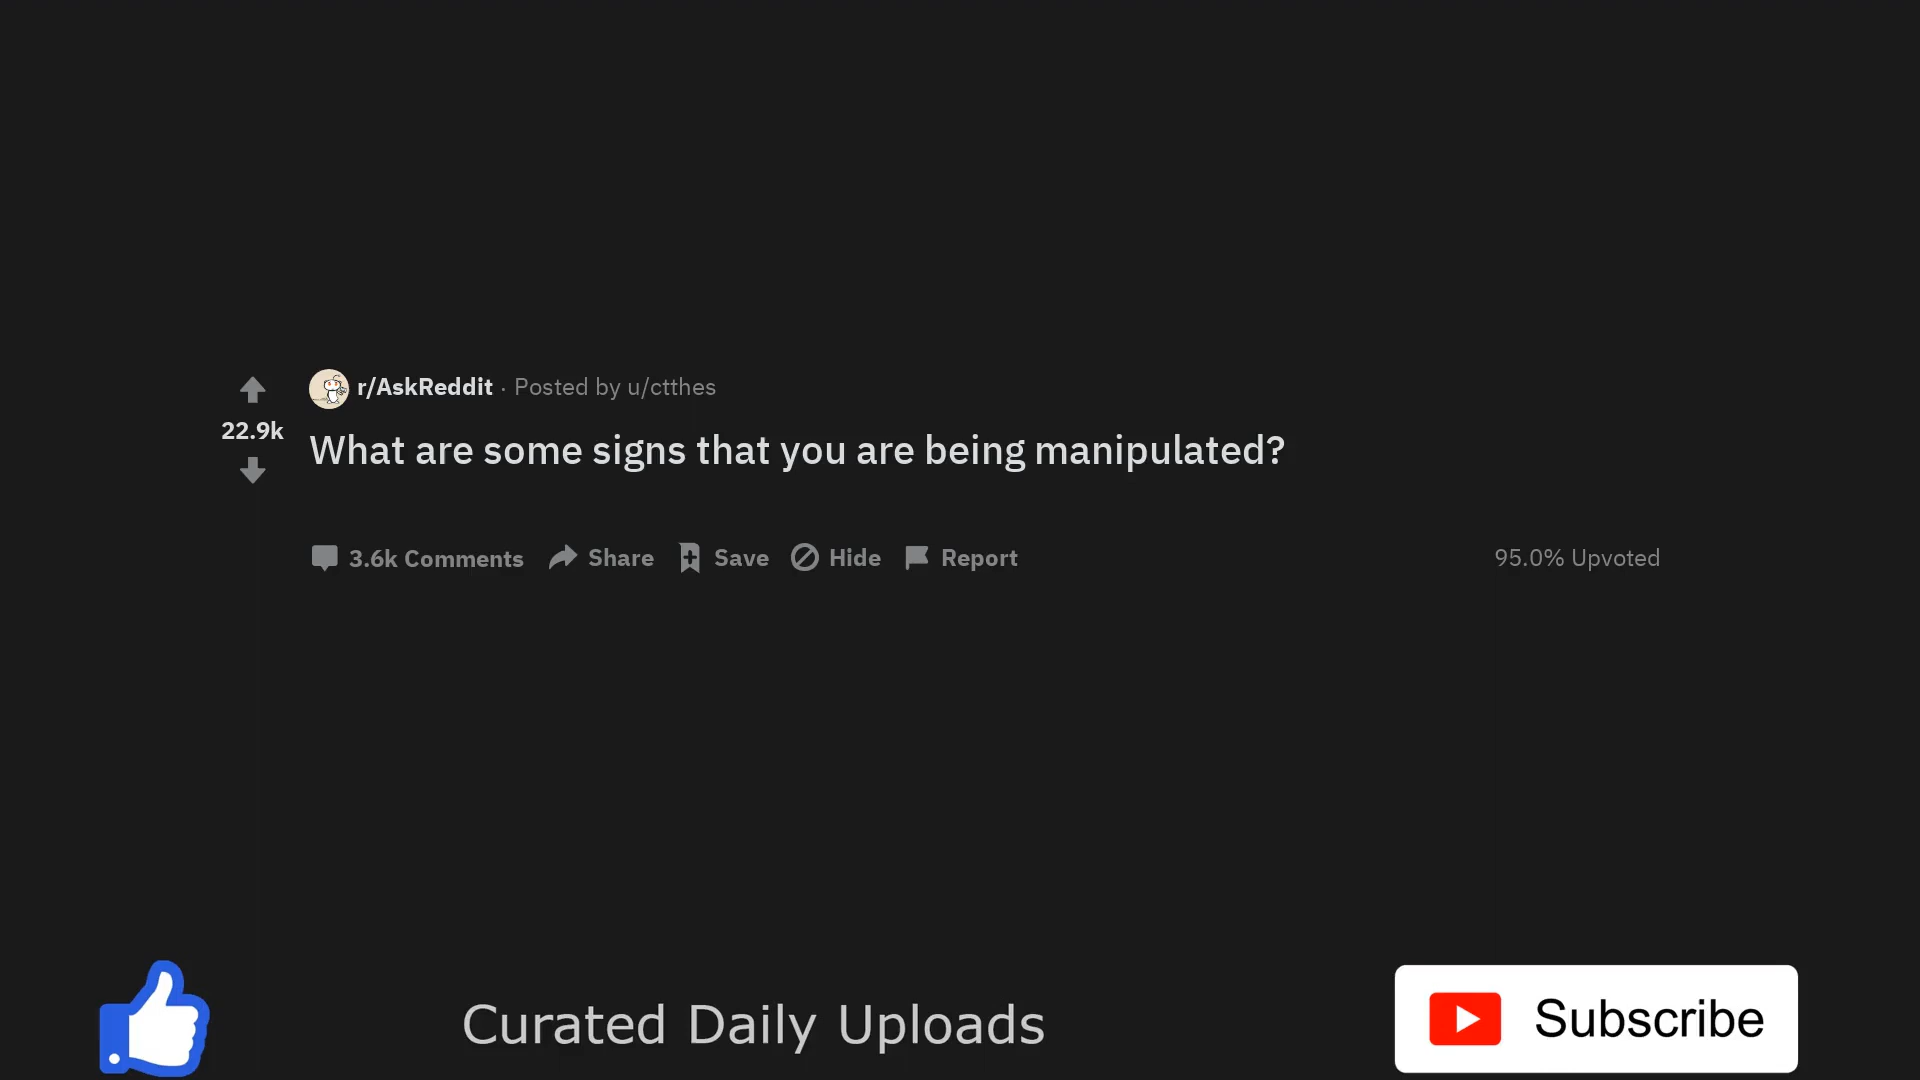 r/AskReddit · Posted by u/ctthes
22.9k
What are some signs that you are being manipulated?
3.6k Comments Share Save Hide Report 95.0% Upvoted
Curated Daily Uploads
Subscribe